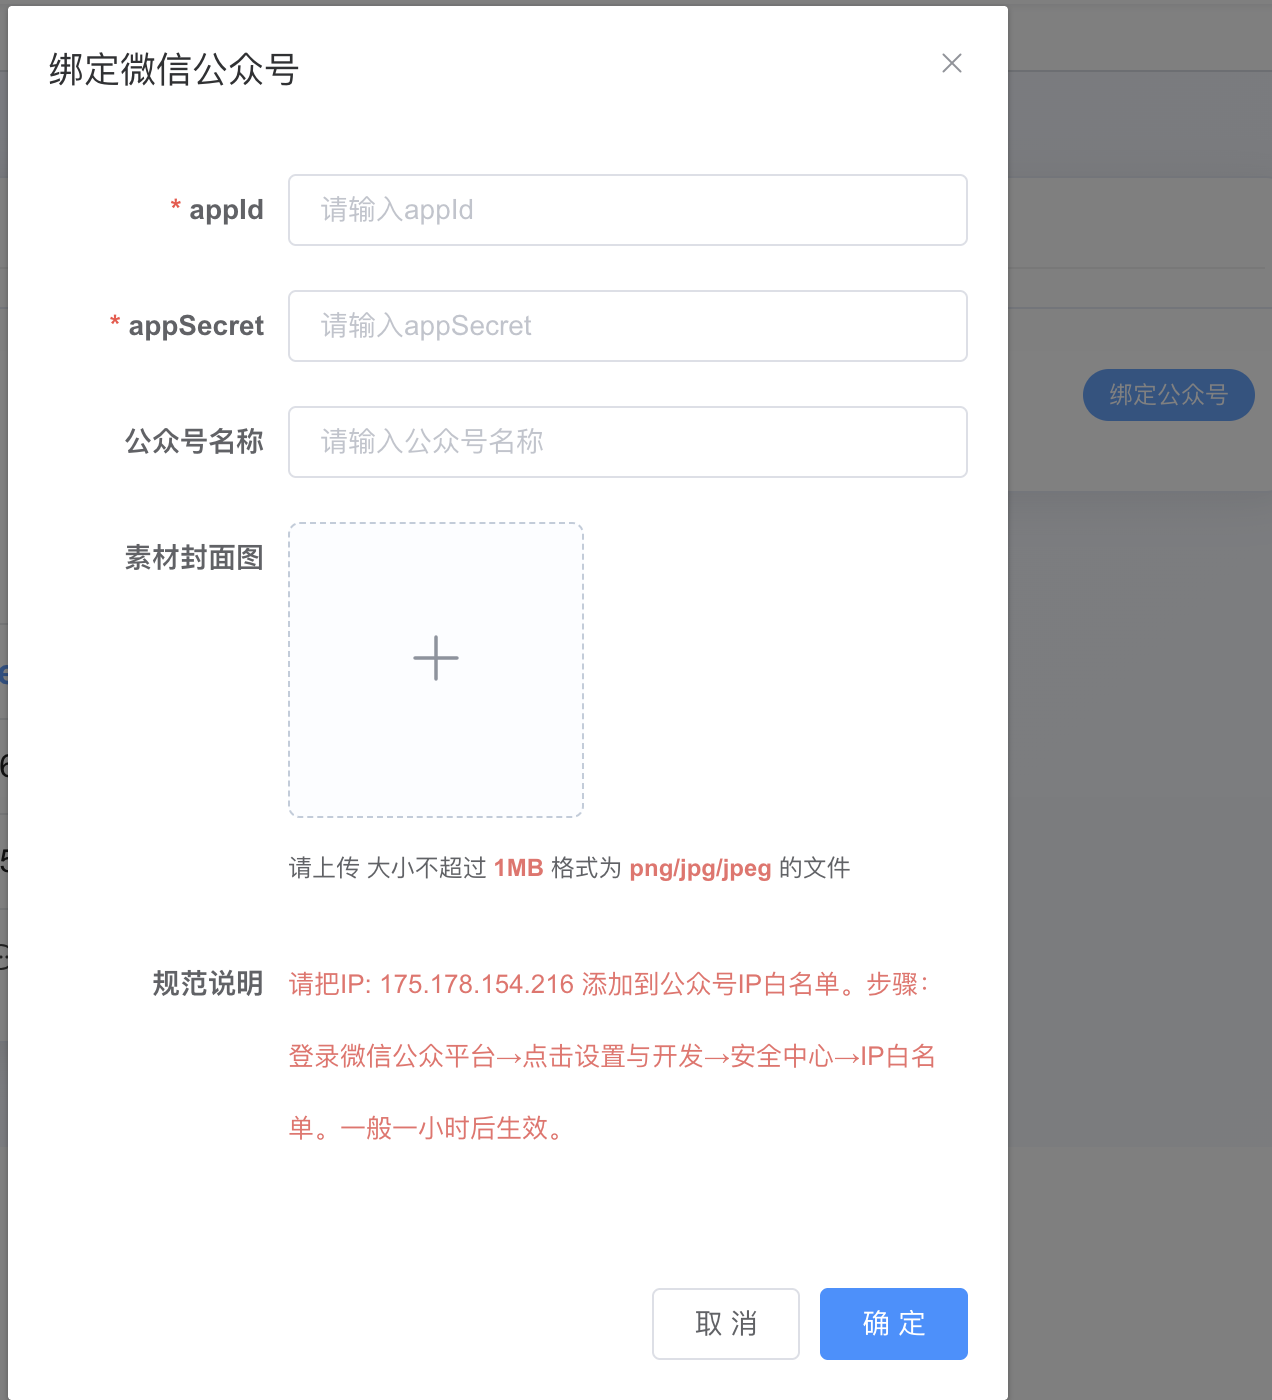 绑定微信公众号
* appId
请输入appId
* appSecret
请输入appSecret
公众号名称
请输入公众号名称
绑定公众号
素材封面图
请上传 大小不超过 1MB 格式为 png/jpg/jpeg 的文件
规范说明
请把IP: 175.178.154.216 添加到公众号IP白名单。步骤：
登录微信公众平台→点击设置与开发→安全中心→IP白名
单。一般一小时后生效。
取 消
确 定